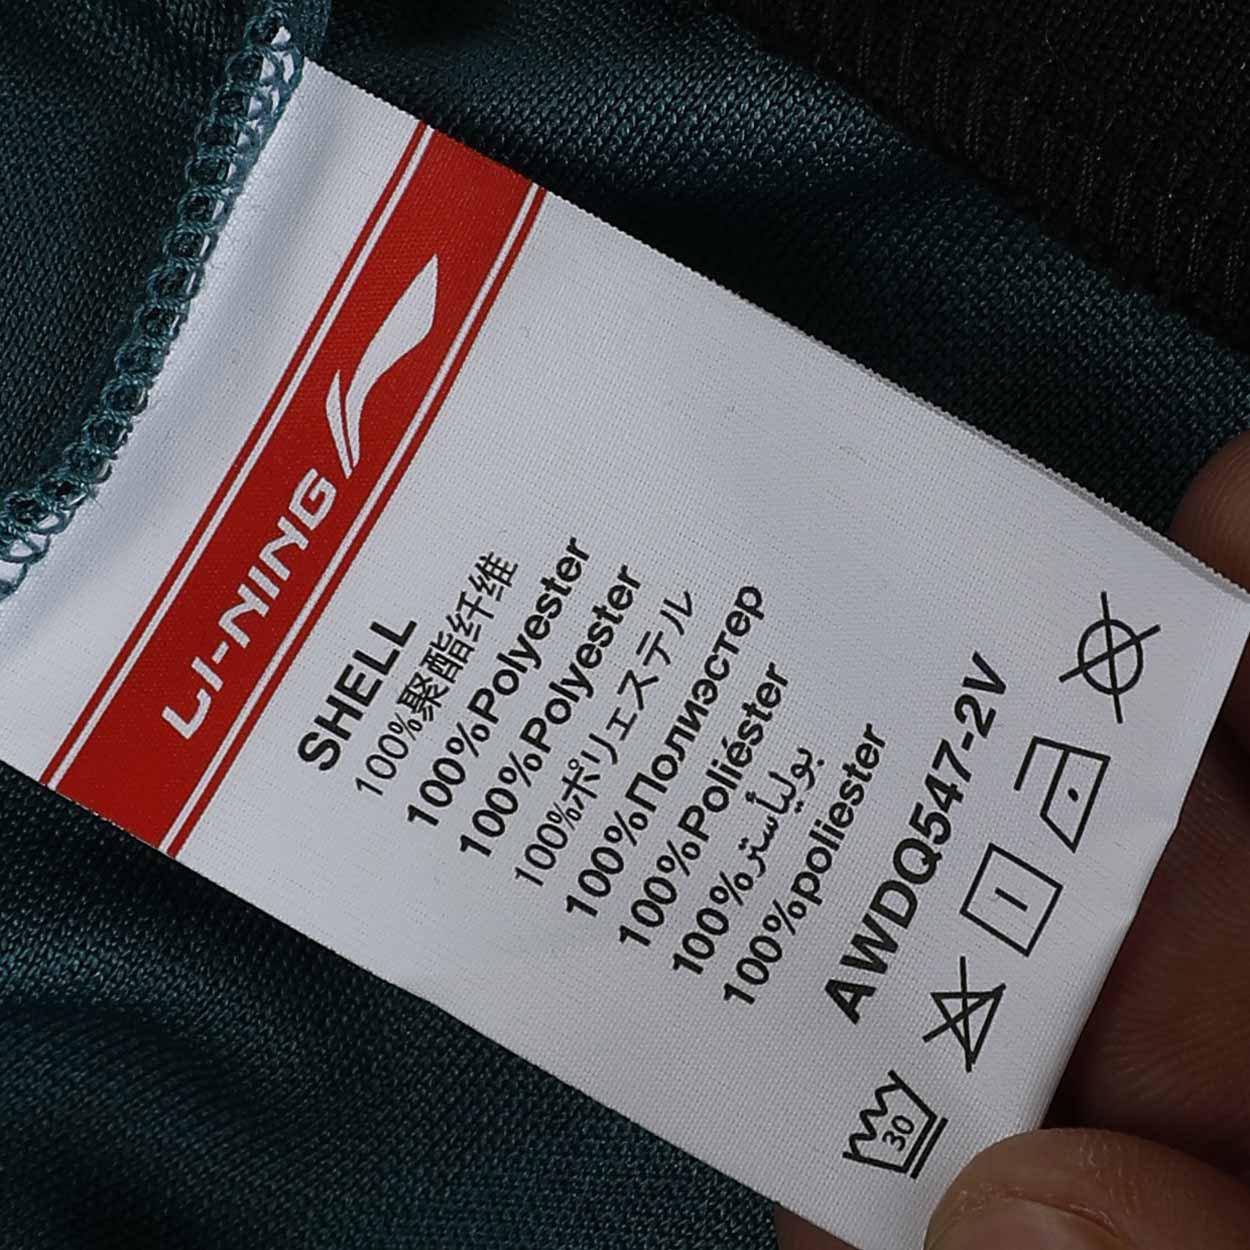 LI-NING
SHELL
100%聚酯纤维
100%Polyester
100%Polyester
100%ポリエステル
100%Полиэстер
100%Poliéster
100%بوليأستر
100%poliester
AWDQ547-2V
30